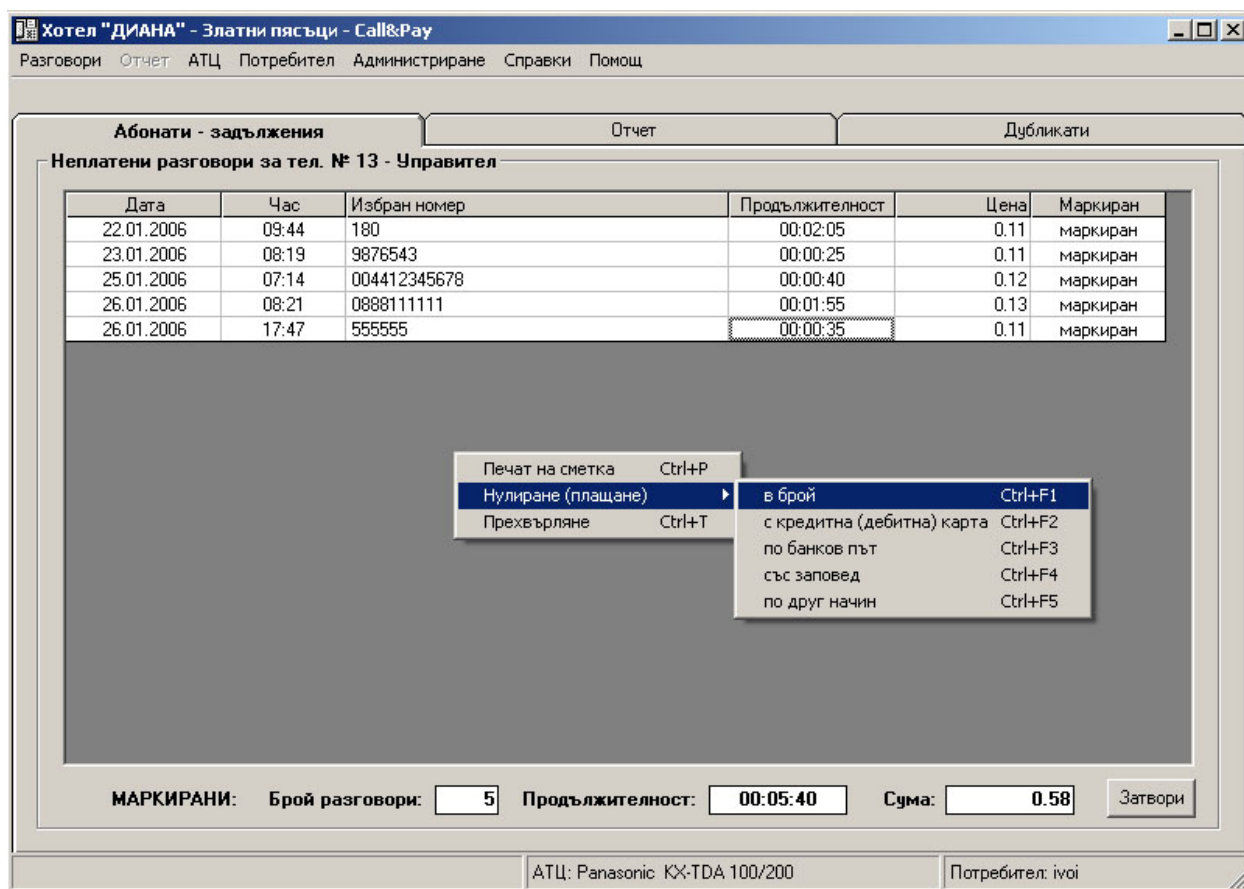 Хотел "ДИАНА" - Златни пясъци - Call&Pay
Разговори Отчет АТЦ Потребител Администриране Справки Помощ
Абонати - задължения Отчет Дубликати
Неплатени разговори за тел. № 13 - Управител
Дата Час Избран номер Продължителност Цена Маркиран
22.01.2006 09:44 180 00:02:05 0.11 маркиран
23.01.2006 08:19 9876543 00:00:25 0.11 маркиран
25.01.2006 07:14 004412345678 00:00:40 0.12 маркиран
26.01.2006 08:21 0888111111 00:01:55 0.13 маркиран
26.01.2006 17:47 555555 00:00:35 0.11 маркиран
Печат на сметка Ctrl+P
Нулиране (плащане)
Прехвърляне Ctrl+T
в брой Ctrl+F1
с кредитна (дебитна) карта Ctrl+F2
по банков път Ctrl+F3
със заповед Ctrl+F4
по друг начин Ctrl+F5
МАРКИРАНИ: Брой разговори: 5 Продължителност: 00:05:40 Сума: 0.58 Затвори
АТЦ: Panasonic KX-TDA 100/200 Потребител: ivoi